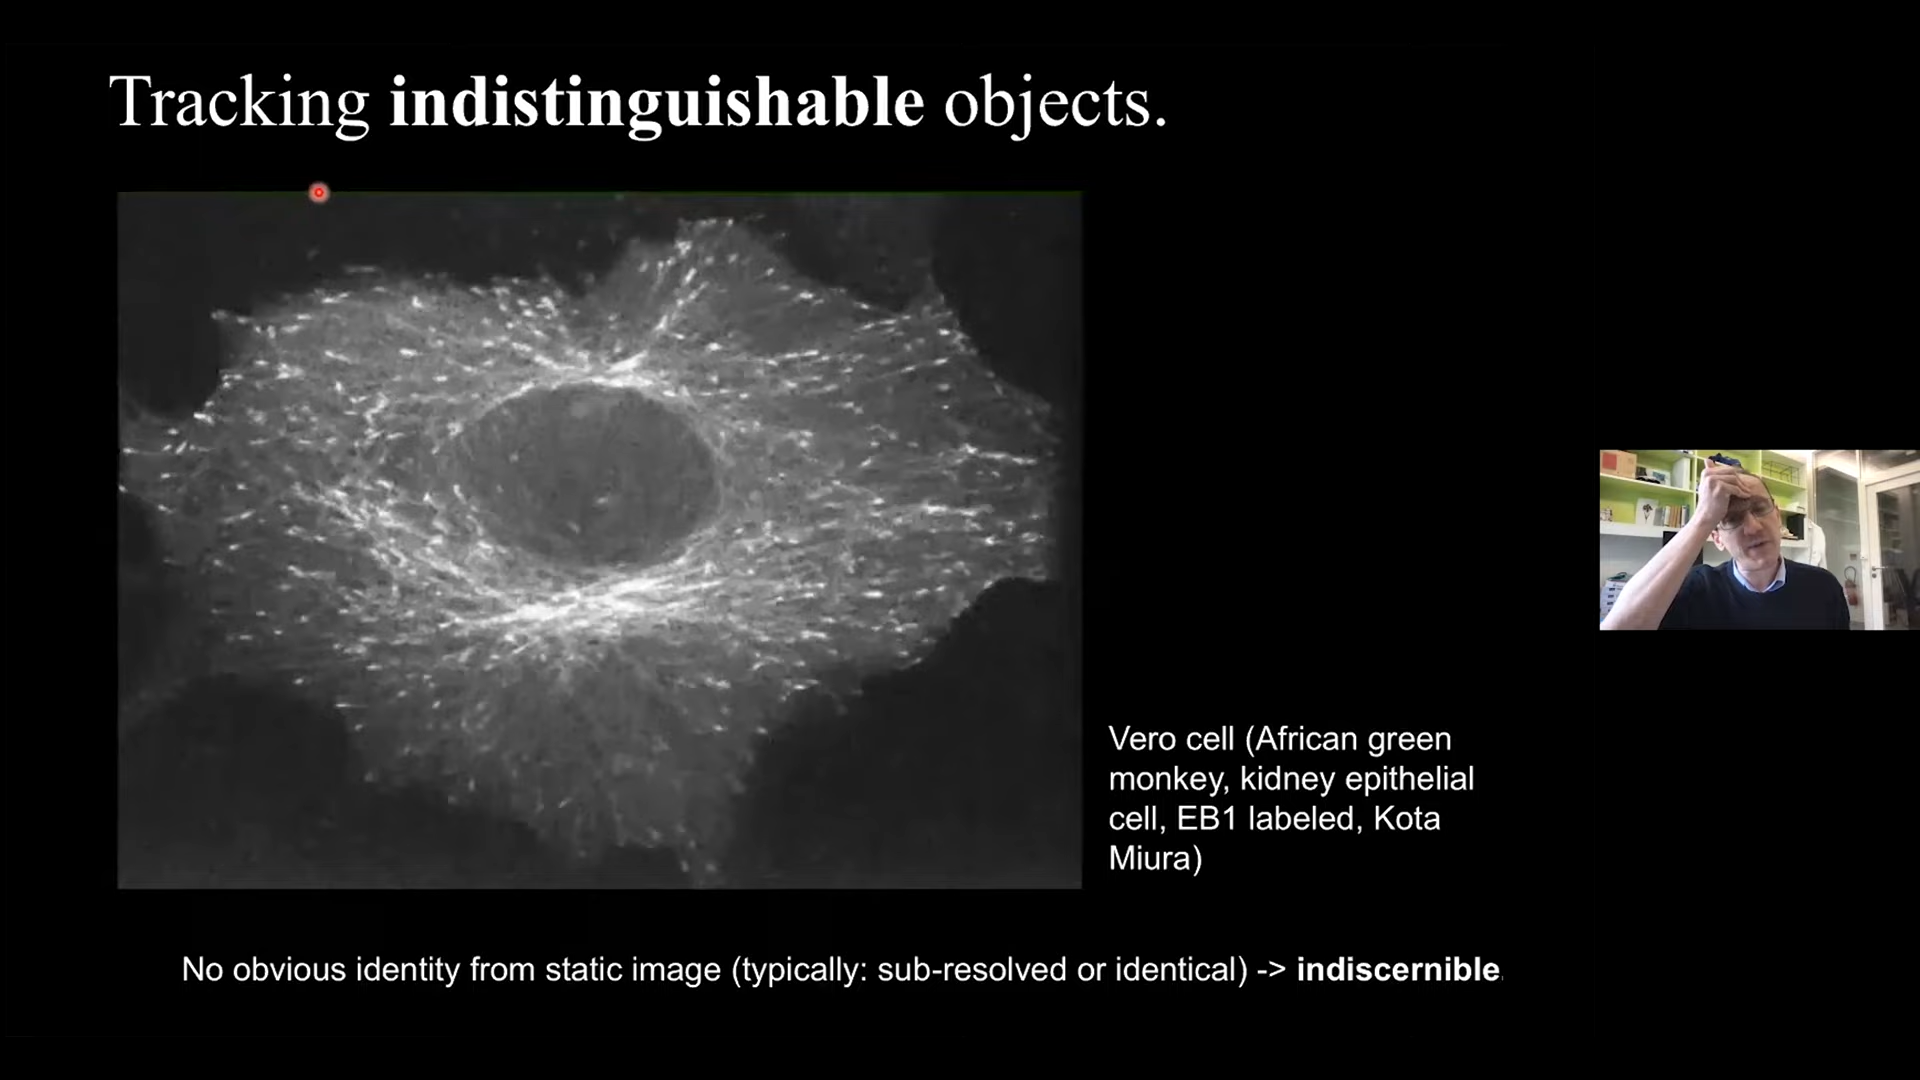 Tracking indistinguishable objects.
Vero cell (African green
monkey, kidney epithelial
cell, EB1 labeled, Kota
Miura)
No obvious identity from static image (typically: sub-resolved or identical) -> indiscernible.